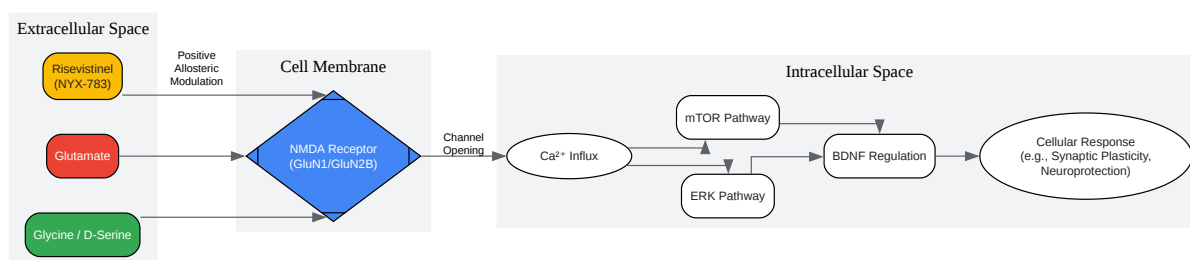 Extracellular Space
Risevistinel
(NYX-783)
Glutamate
Glycine / D-Serine
Positive
Allosteric
Modulation
Cell Membrane
NMDA Receptor
(GluN1/GluN2B)
Channel
Opening
Intracellular Space
Ca²⁺ Influx
mTOR Pathway
ERK Pathway
BDNF Regulation
Cellular Response
(e.g., Synaptic Plasticity,
Neuroprotection)